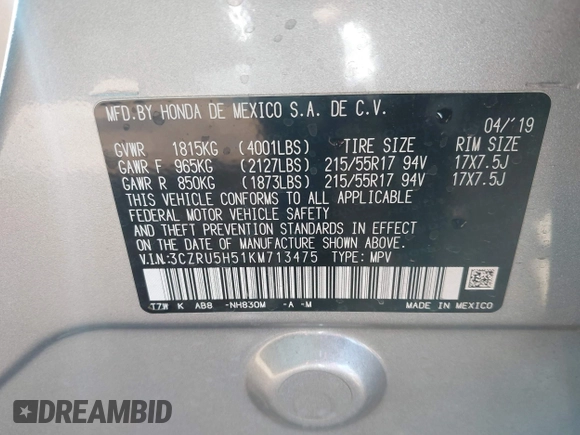 MFD.BY HONDA DE MEXICO S.A. DE C.V.
04/'19
GVWR 1815KG (4001LBS) TIRE SIZE RIM SIZE
GAWR F 965KG (2127LBS) 215/55R17 94V 17X7.5J
GAWR R 850KG (1873LBS) 215/55R17 94V 17X7.5J
THIS VEHICLE CONFORMS TO ALL APPLICABLE
FEDERAL MOTOR VEHICLE SAFETY
AND THEFT PREVENTION STANDARDS IN EFFECT
ON THE DATE OF MANUFACTURE SHOWN ABOVE.
V.I.N:3CZRU5H51KM713475 TYPE: MPV
T7W K AB8 -NH830M -A -M MADE IN MEXICO
DREAMBID